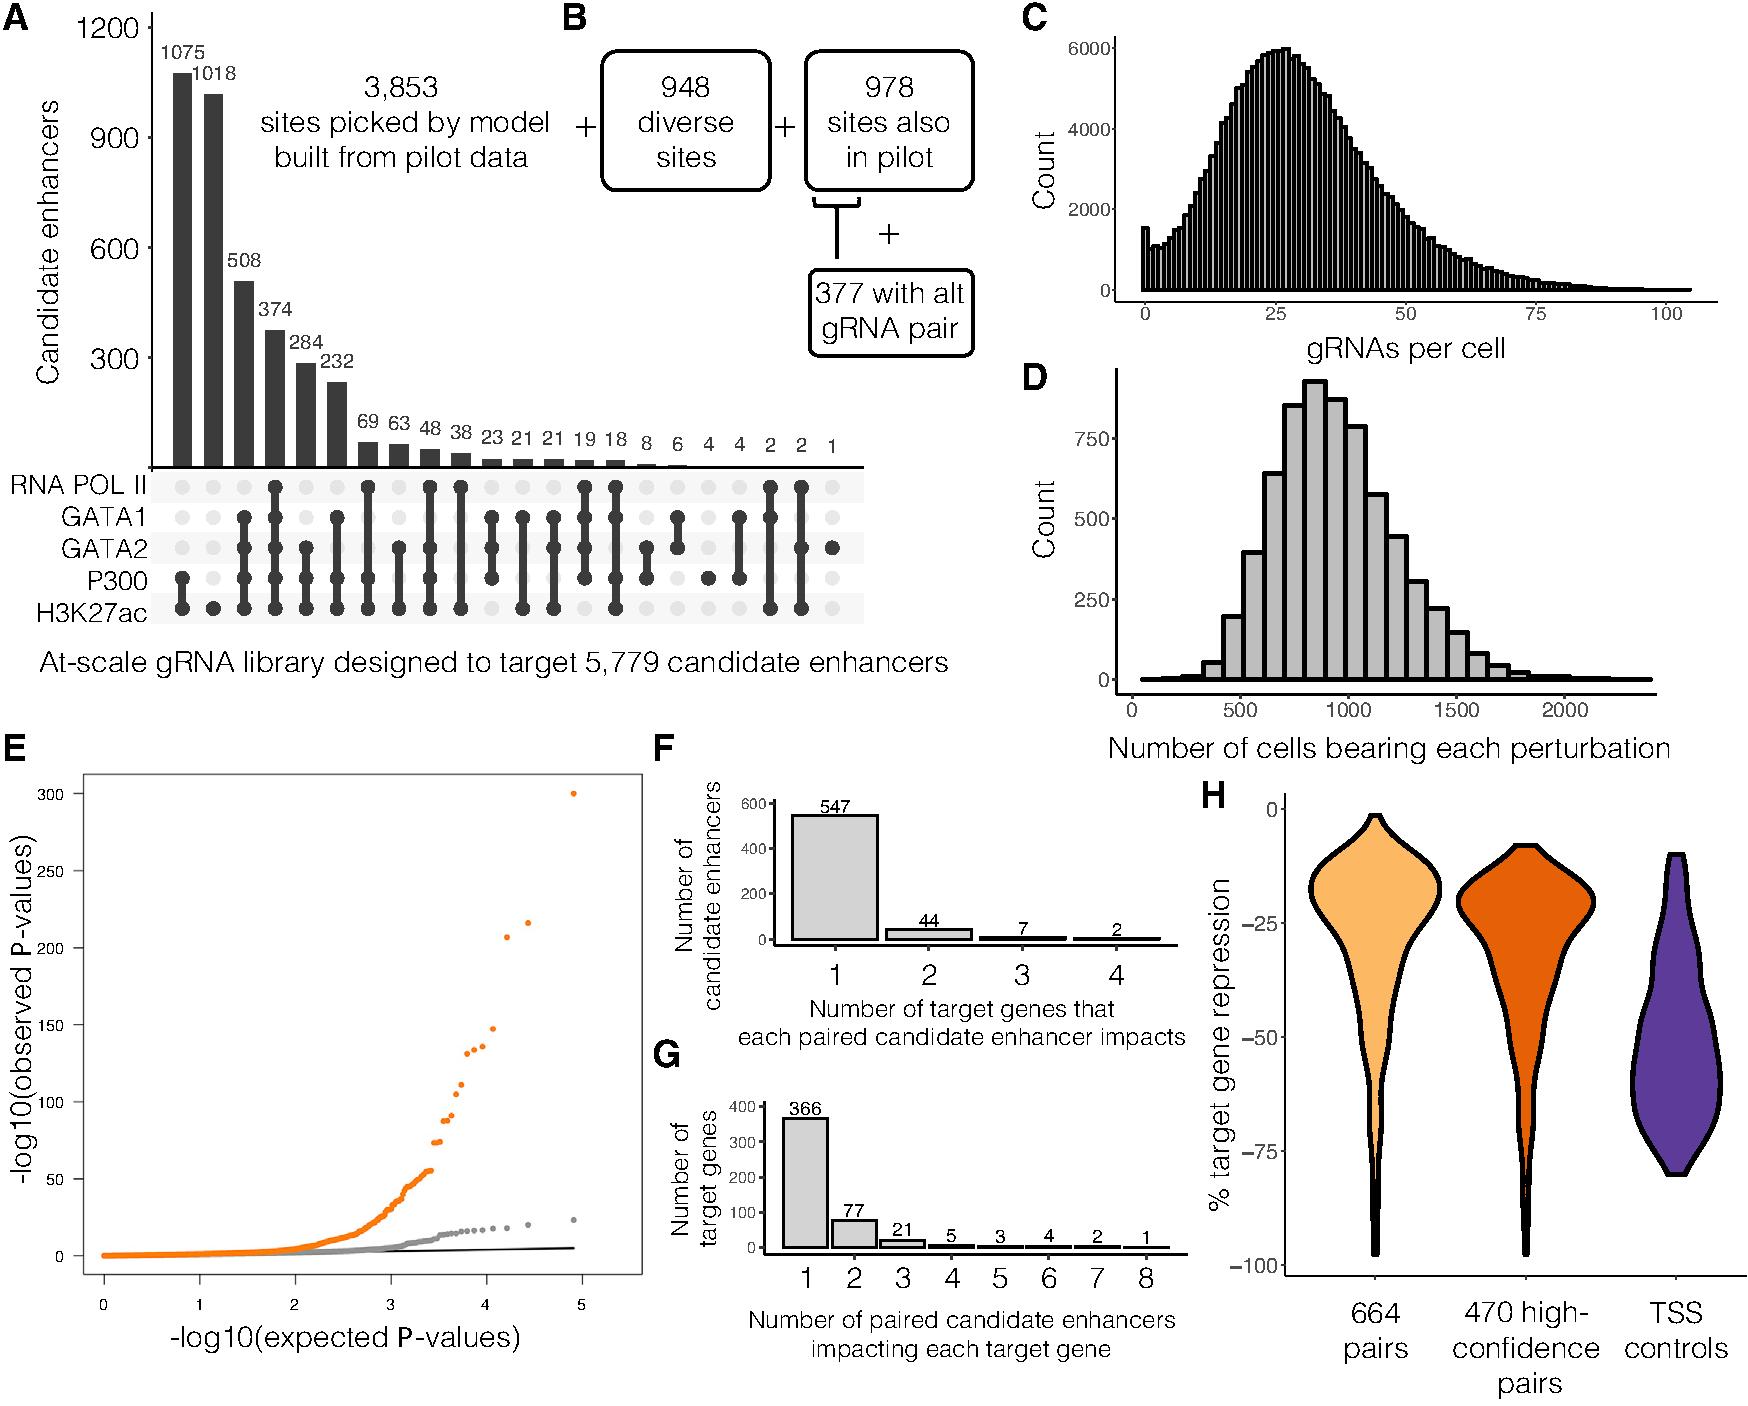 A
1200
900
600
300
Candidate enhancers
1075
1018
508
374
284
232
69
63
48
38
23
21
21
19
18
8
6
4
4
2
2
1
RNA POL II
GATA1
GATA2
P300
H3K27ac
At-scale gRNA library designed to target 5,779 candidate enhancers
B
3,853
sites picked by model
built from pilot data
+
948
diverse
sites
+
978
sites also
in pilot
+
377 with alt
gRNA pair
C
6000
4000
2000
0
Count
0
25
50
75
100
gRNAs per cell
D
750
500
250
0
Count
0
500
1000
1500
2000
Number of cells bearing each perturbation
E
300
250
200
150
100
50
0
-log10(observed P-values)
0
1
2
3
4
5
-log10(expected P-values)
F
600
400
200
0
Number of
candidate enhancers
547
44
7
2
1
2
3
4
Number of target genes that
each paired candidate enhancer impacts
G
400
300
200
100
0
Number of
target genes
366
77
21
5
3
4
2
1
1
2
3
4
5
6
7
8
Number of paired candidate enhancers
impacting each target gene
H
0
−25
−50
−75
−100
% target gene repression
664
pairs
470 high-
confidence
pairs
TSS
controls